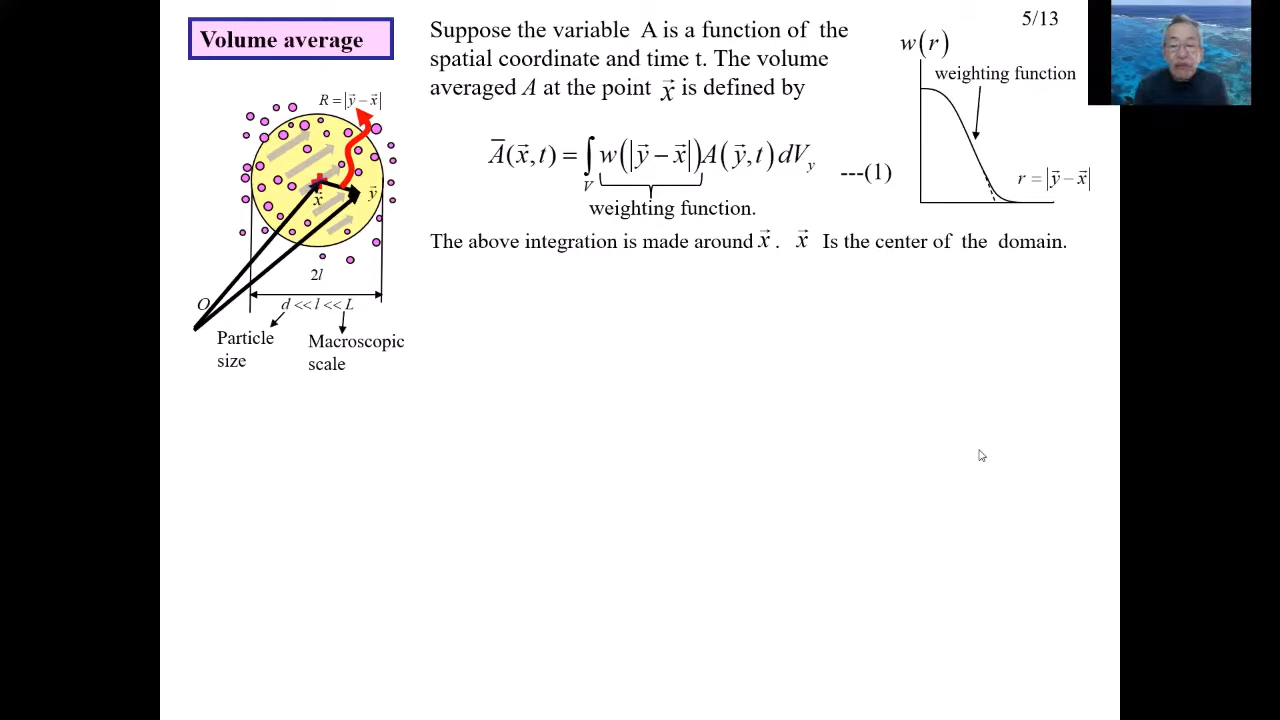 Volume average
Suppose the variable A is a function of the
spatial coordinate and time t. The volume
averaged A at the point x⃗ is defined by
5/13
w(r)
weighting function
r = |y⃗ − x⃗|
A̅(x⃗,t) = ∫_V w(|y⃗ − x⃗|) A(y⃗,t) dV_y ---(1)
weighting function.
The above integration is made around x⃗ . x⃗ Is the center of the domain.
R = |y⃗ − x⃗|
x⃗
y⃗
2l
O
d << l << L
Particle
size
Macroscopic
scale